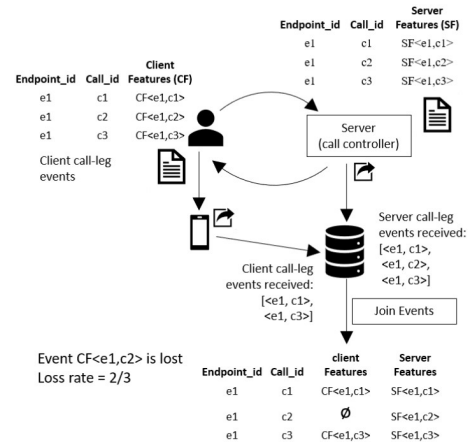 Server
Endpoint_id Call_id Features (SF)
e1 c1 SF<e1,c1>
e1 c2 SF<e1,c2>
e1 c3 SF<e1,c3>
Client
Endpoint_id Call_id Features (CF)
e1 c1 CF<e1,c1>
e1 c2 CF<e1,c2>
e1 c3 CF<e1,c3>
Client call-leg
events
Server
(call controller)
Server call-leg
events received:
[<e1, c1>,
<e1, c2>,
<e1, c3>]
Client call-leg
events received:
[<e1, c1>,
<e1, c3>]
Join Events
Event CF<e1,c2> is lost
Loss rate = 2/3
client Server
Endpoint_id Call_id Features Features
e1 c1 CF<e1,c1> SF<e1,c1>
e1 c2 Ø SF<e1,c2>
e1 c3 CF<e1,c3> SF<e1,c3>